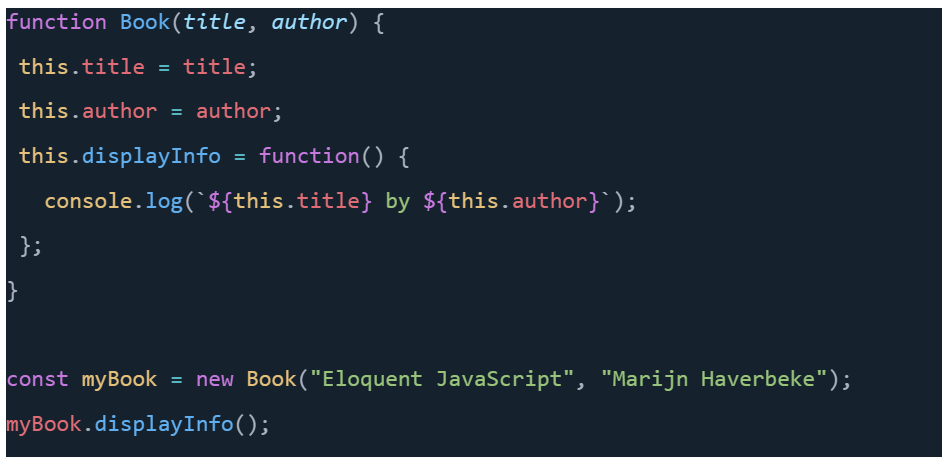 function Book(title, author) {
 this.title = title;
 this.author = author;
 this.displayInfo = function() {
   console.log(`${this.title} by ${this.author}`);
 };
}

const myBook = new Book("Eloquent JavaScript", "Marijn Haverbeke");
myBook.displayInfo();